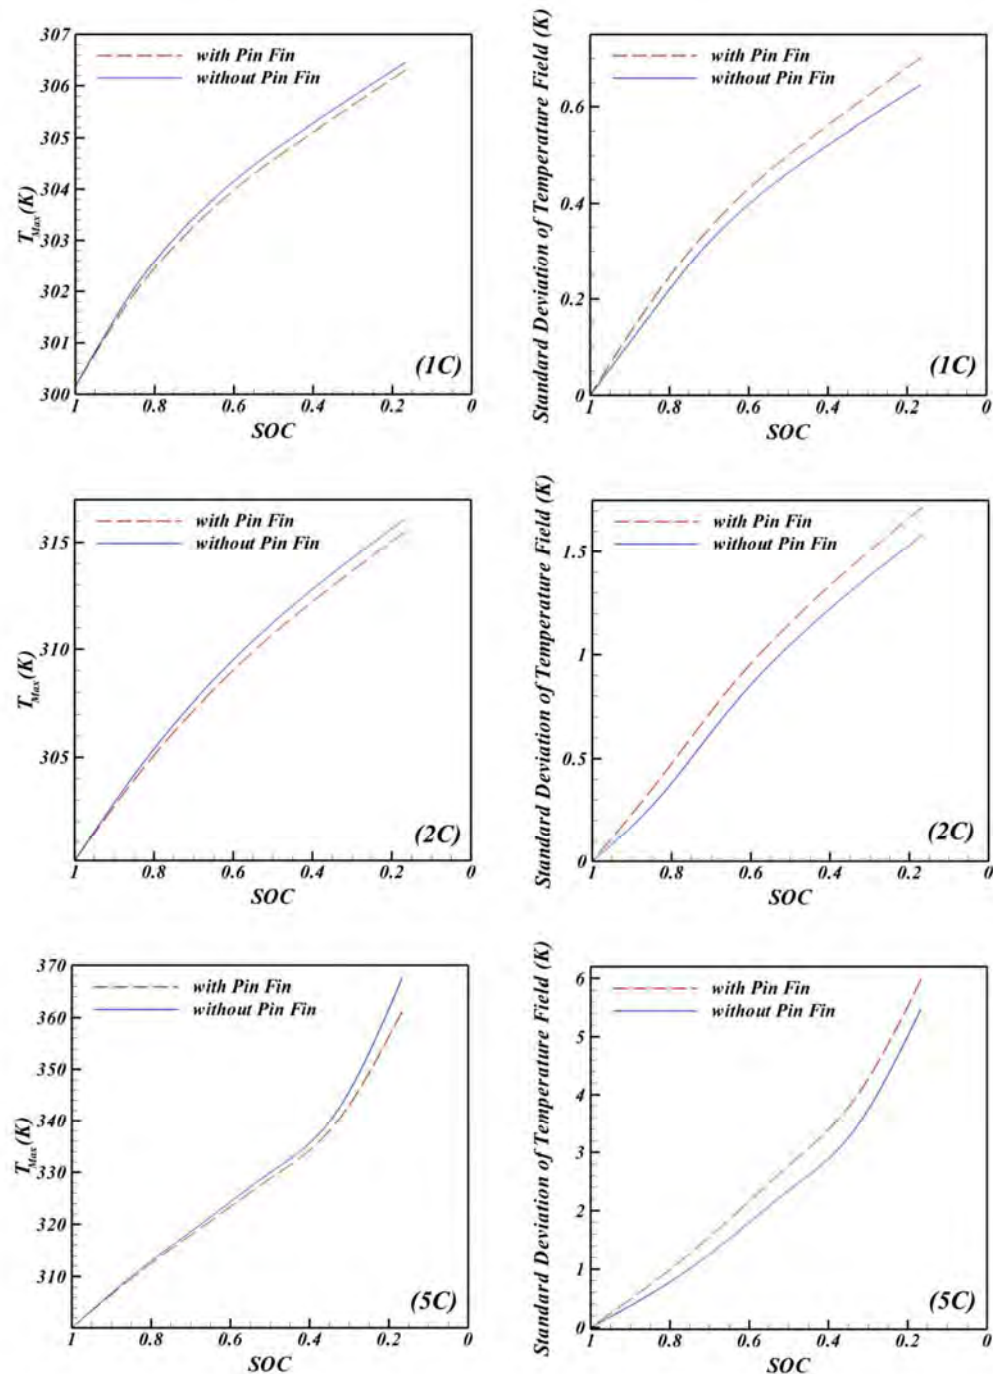 307
306
305
304
303
302
301
300
T_Max(K)
with Pin Fin
without Pin Fin
(1C)
1 0.8 0.6 0.4 0.2 0
SOC
Standard Deviation of Temperature Field (K)
0.6
0.4
0.2
0
with Pin Fin
without Pin Fin
(1C)
1 0.8 0.6 0.4 0.2 0
SOC
315
310
305
T_Max(K)
with Pin Fin
without Pin Fin
(2C)
1 0.8 0.6 0.4 0.2 0
SOC
Standard Deviation of Temperature Field (K)
1.5
1
0.5
0
with Pin Fin
without Pin Fin
(2C)
1 0.8 0.6 0.4 0.2 0
SOC
370
360
350
340
330
320
310
T_Max(K)
with Pin Fin
without Pin Fin
(5C)
1 0.8 0.6 0.4 0.2 0
SOC
Standard Deviation of Temperature Field (K)
6
5
4
3
2
1
0
with Pin Fin
without Pin Fin
(5C)
1 0.8 0.6 0.4 0.2 0
SOC